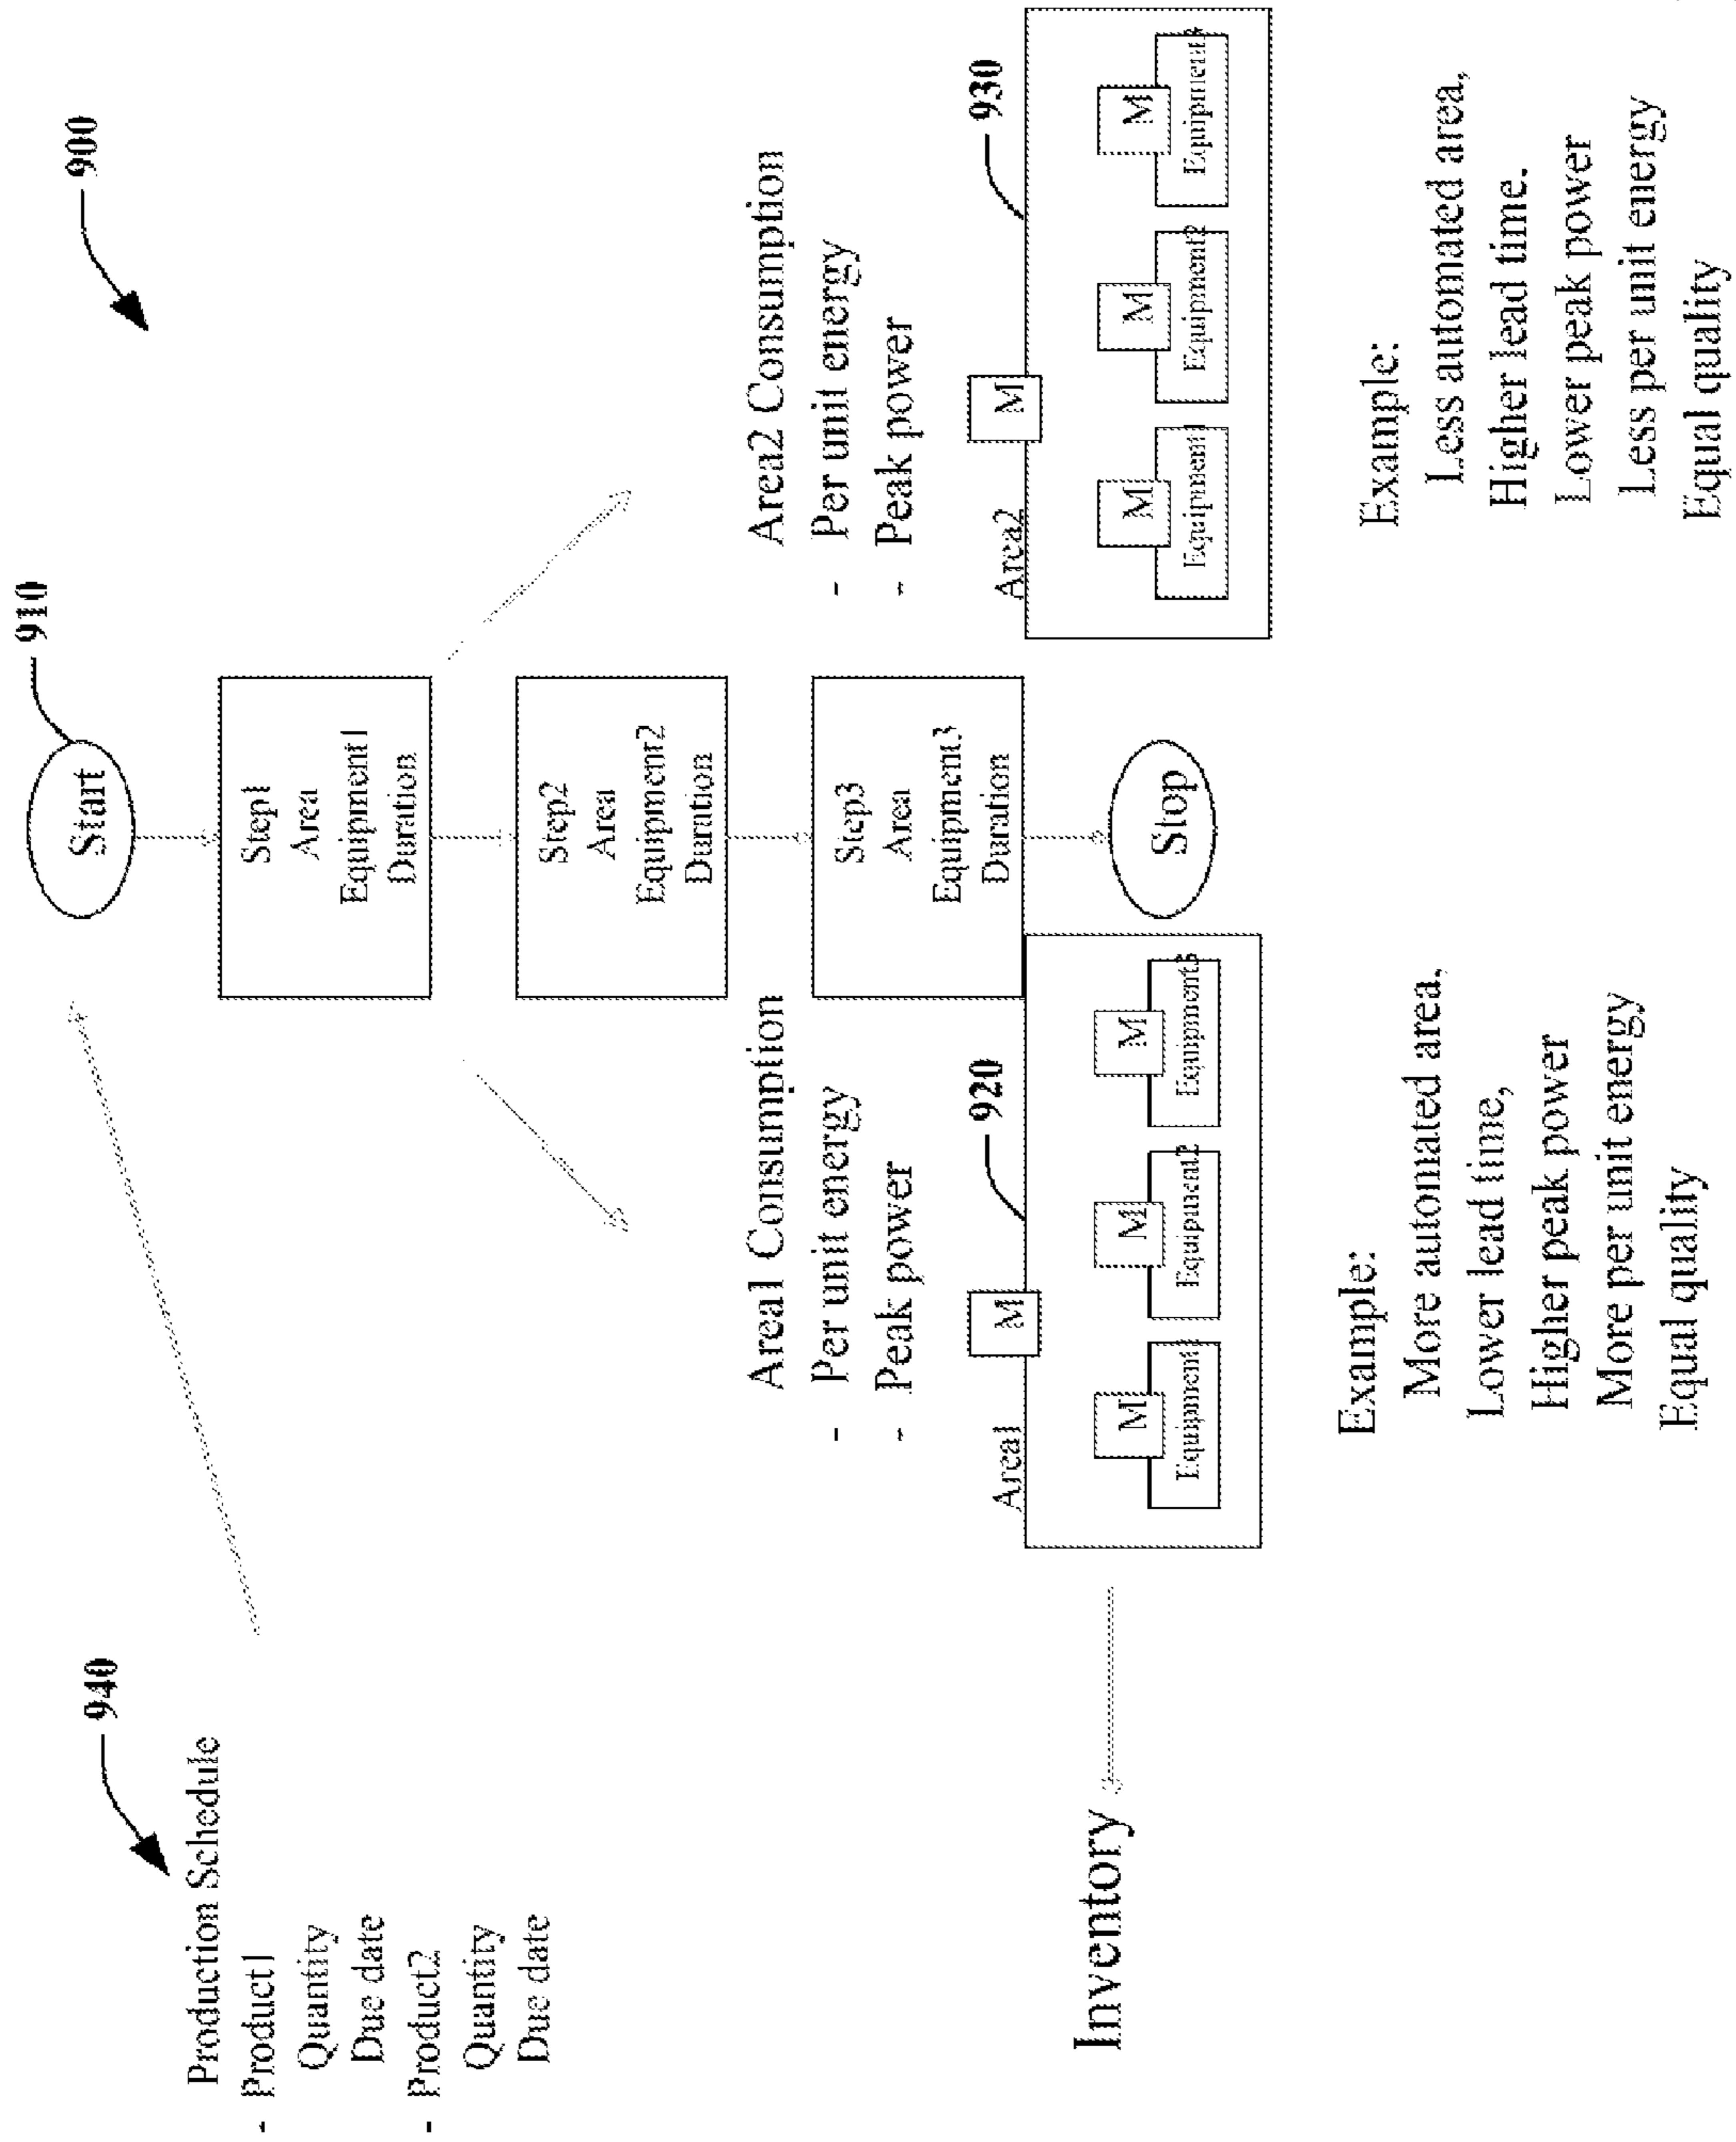 900
910
Start
940
Production Schedule
- Product1
Quantity
Due date
- Product2
Quantity
Due date
Step1
Area
Equipment1
Duration
Step2
Area
Equipment2
Duration
Step3
Area
Equipment3
Duration
Stop
Area1 Consumption
- Per unit energy
- Peak power
920
Area1
M
M
M
M
Equipment1
Equipment2
Equipment3
Area2 Consumption
- Per unit energy
- Peak power
930
Area2
M
M
M
M
Equipment1
Equipment2
Inventory
Example:
More automated area,
Lower lead time,
Higher peak power
More per unit energy
Equal quality
Example:
Less automated area,
Higher lead time.
Lower peak power
Less per unit energy
Equal quality